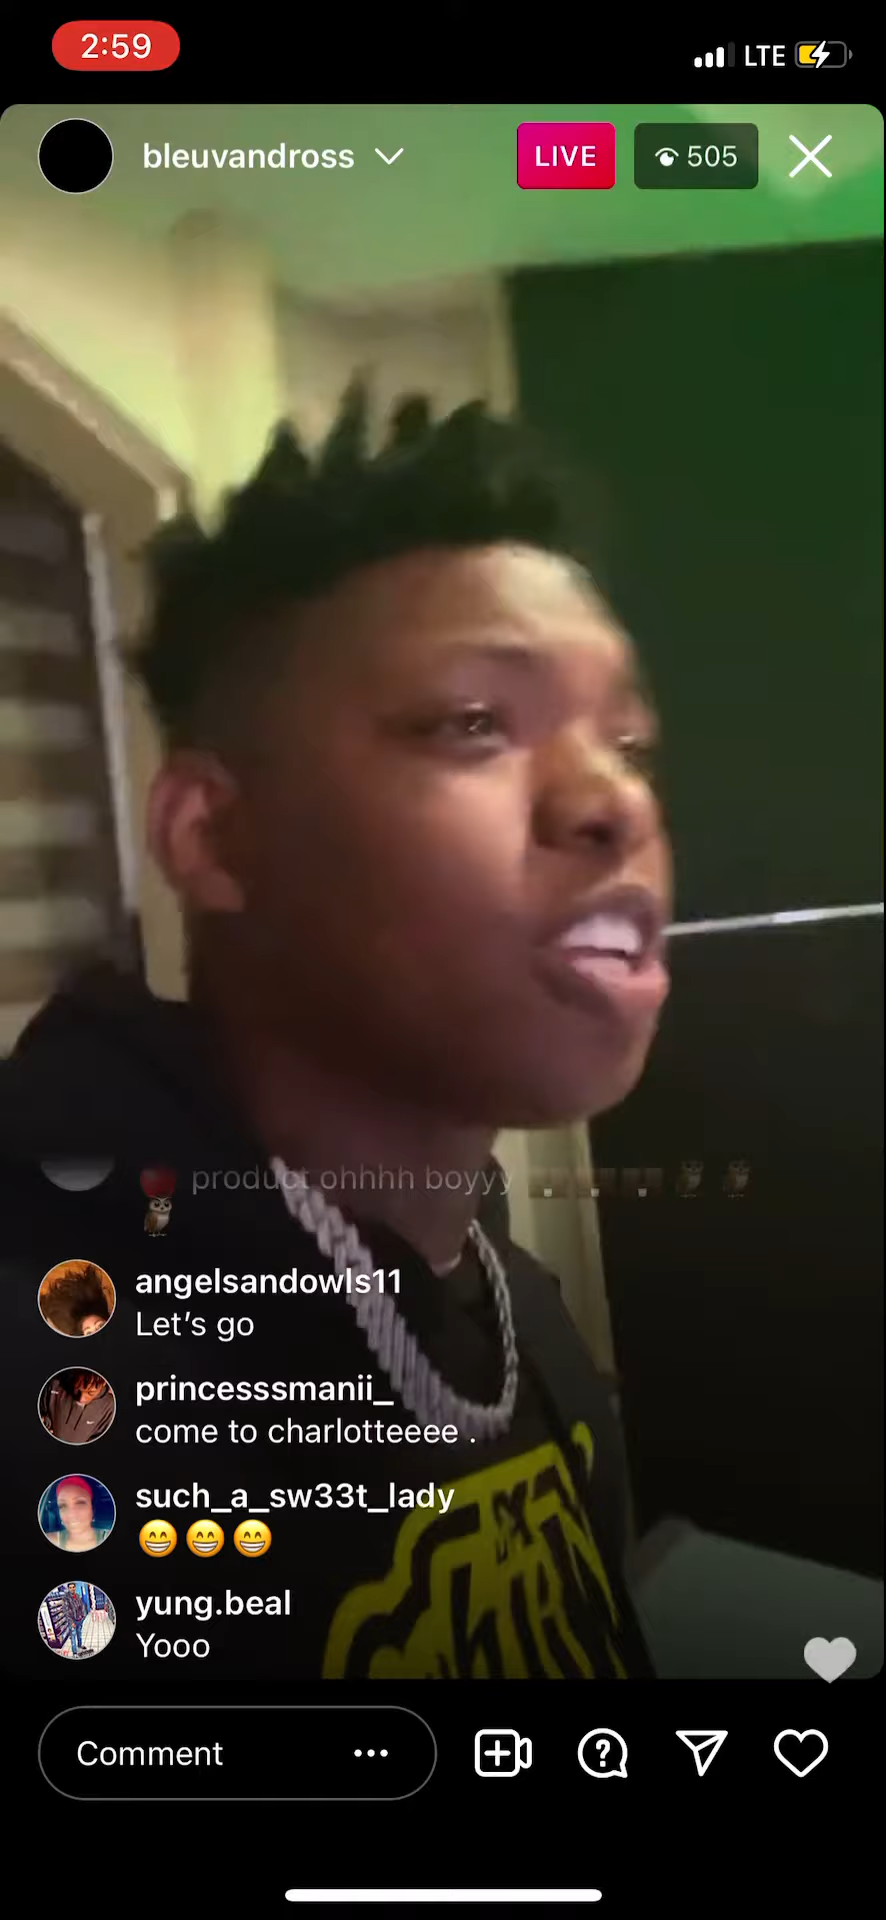 2:59
LTE
bleuvandross
LIVE
505
product ohhhh boyyy
angelsandowls11
Let's go
princesssmanii_
come to charlotteeee .
such_a_sw33t_lady
😁😁😁
yung.beal
Yooo
Comment